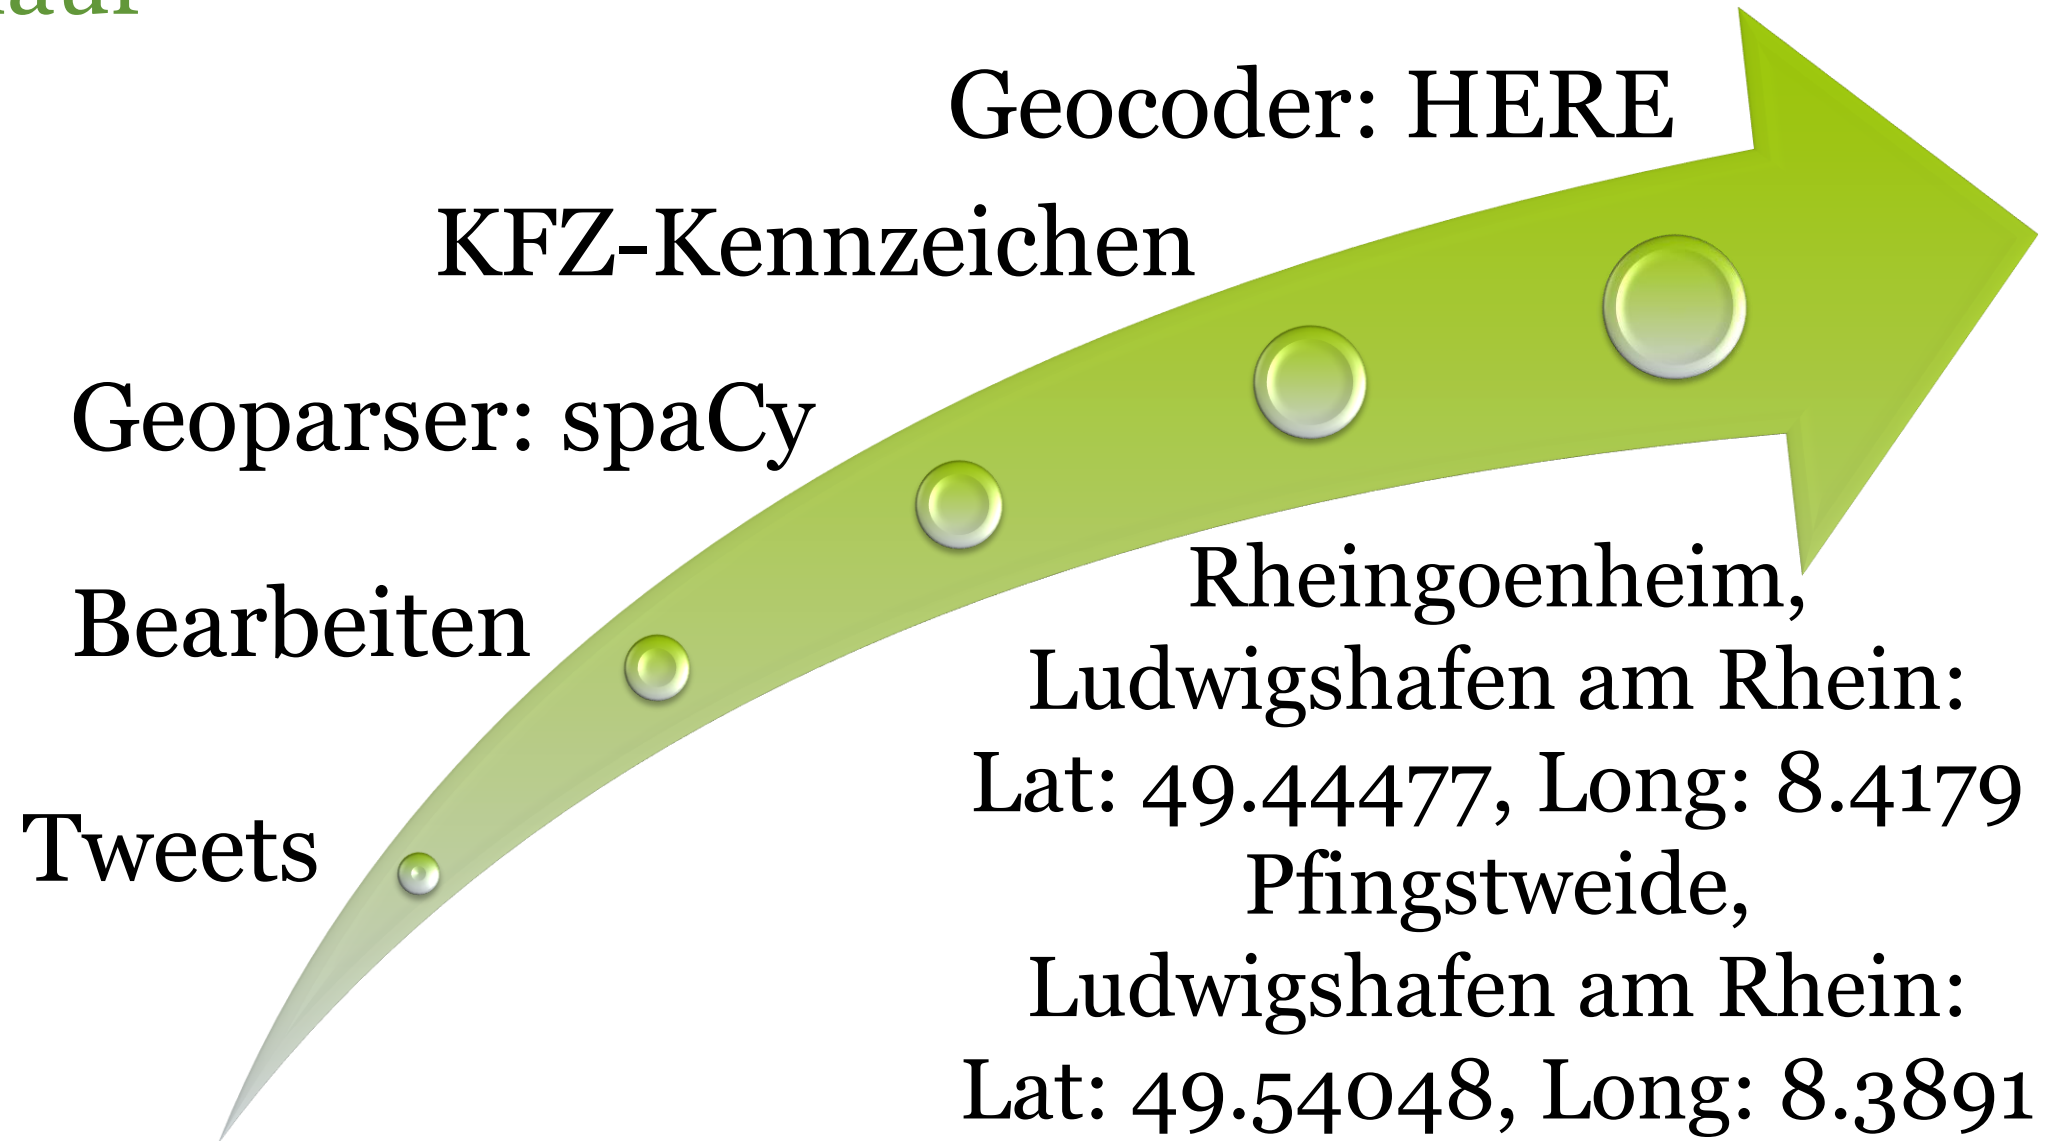 Geocoder: HERE
KFZ-Kennzeichen
Geoparser: spaCy
Bearbeiten
Tweets
Rheingoenheim,
Ludwigshafen am Rhein:
Lat: 49.44477, Long: 8.4179
Pfingstweide,
Ludwigshafen am Rhein:
Lat: 49.54048, Long: 8.3891